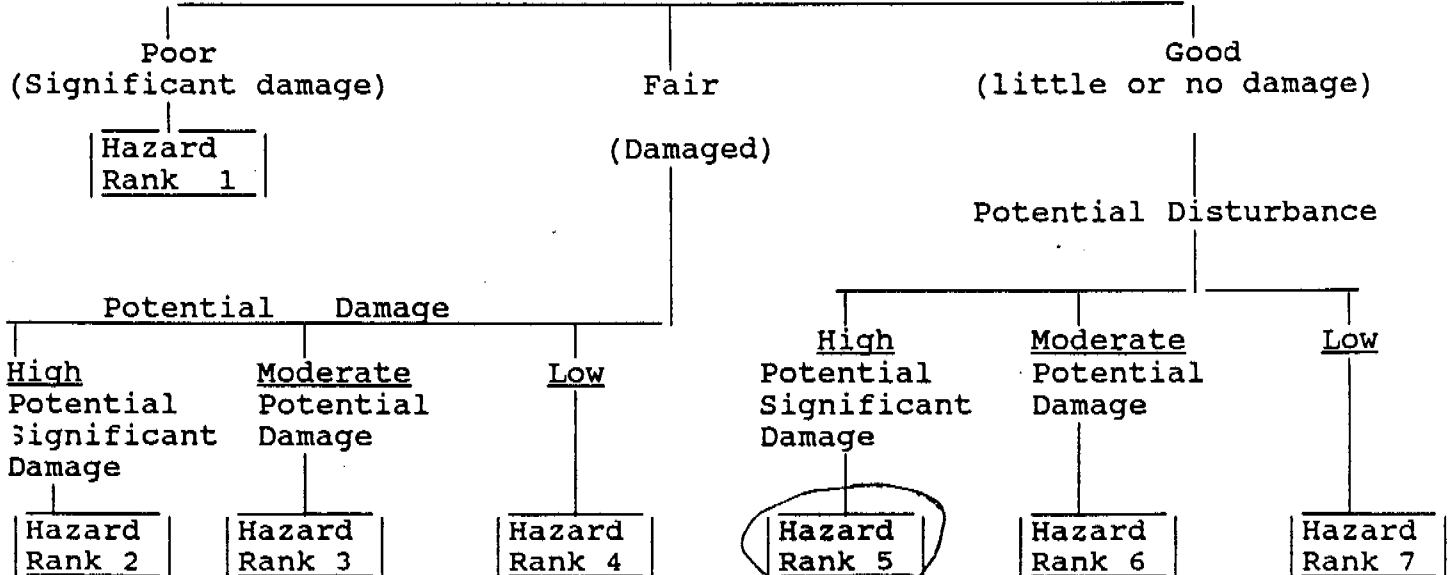 Poor
(Significant damage)
Hazard
Rank 1
Fair
(Damaged)
Good
(little or no damage)
Potential Disturbance
Potential Damage
High
Potential
Significant
Damage
Hazard
Rank 2
Moderate
Potential
Damage
Hazard
Rank 3
Low
Hazard
Rank 4
High
Potential
Significant
Damage
Hazard
Rank 5
Moderate
Potential
Damage
Hazard
Rank 6
Low
Hazard
Rank 7